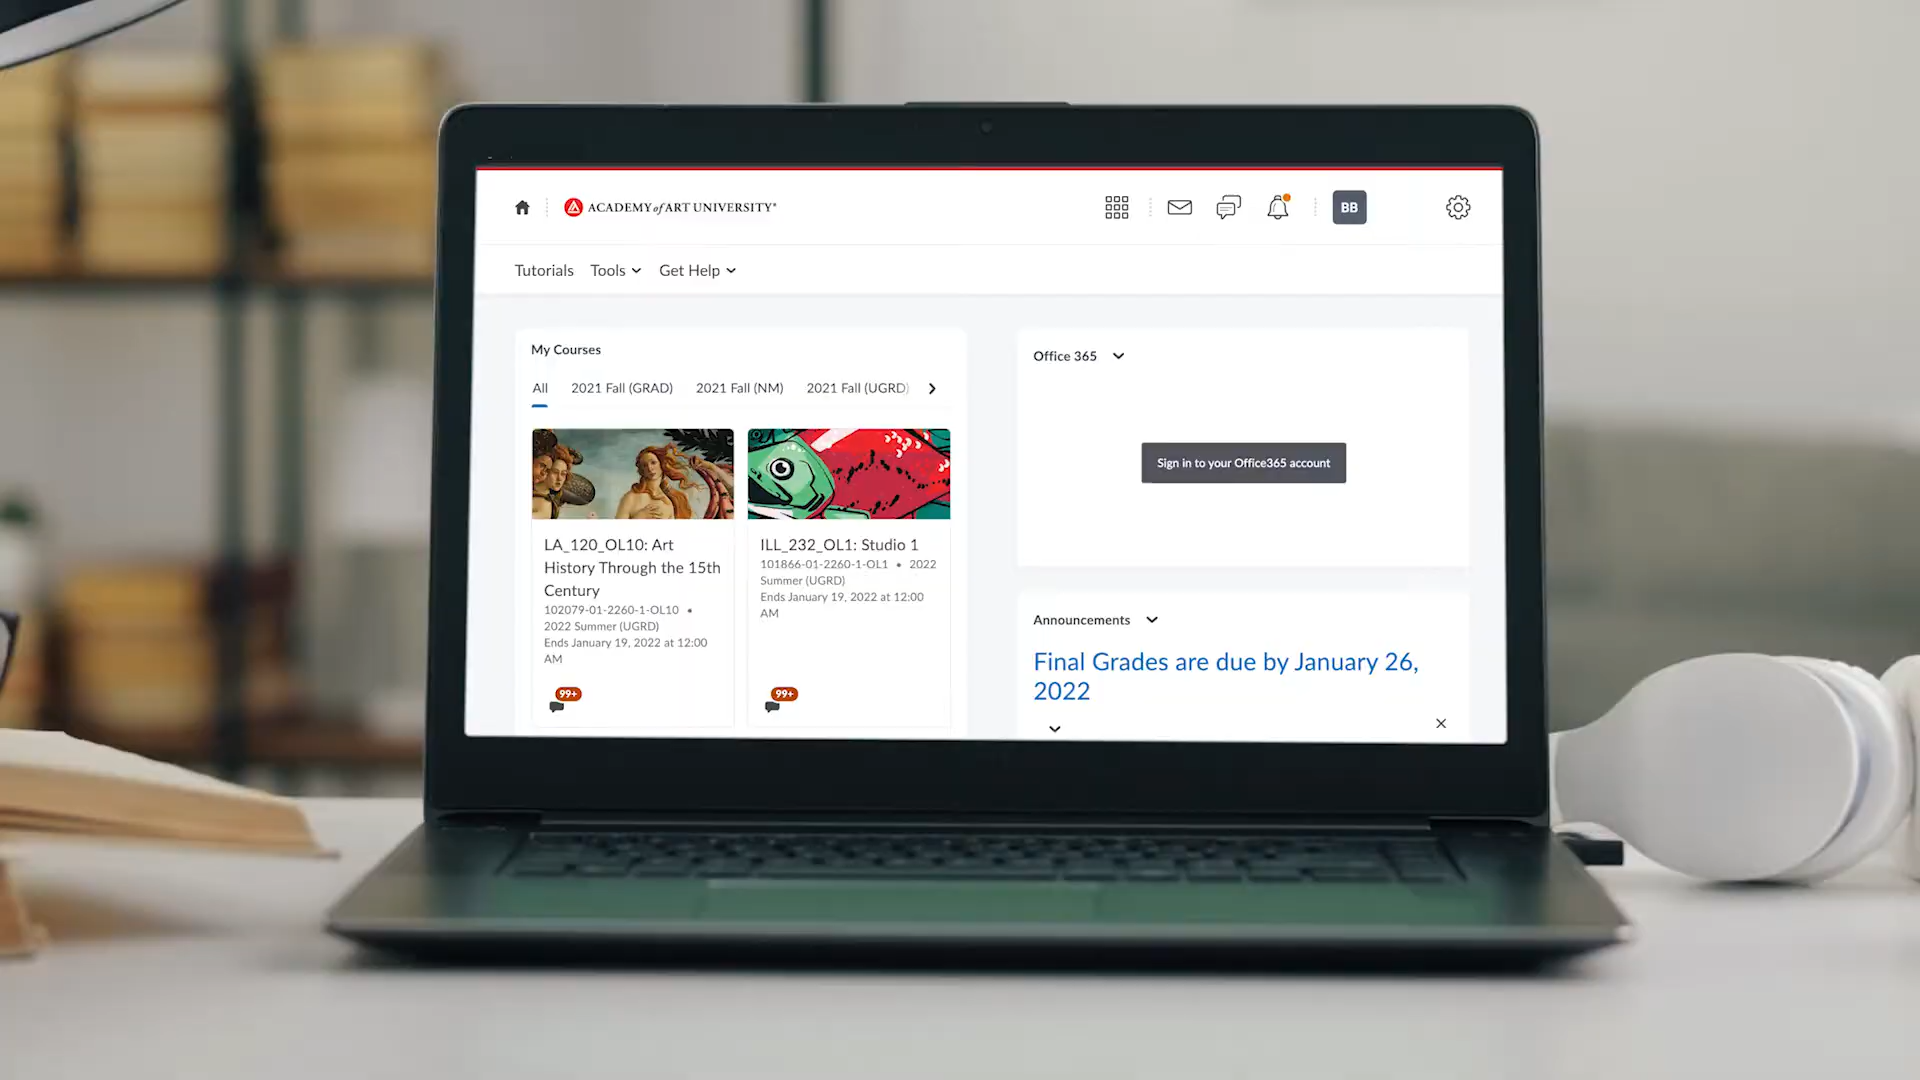 ACADEMY of ART UNIVERSITY®
BB
Tutorials Tools Get Help
My Courses
All 2021 Fall (GRAD) 2021 Fall (NM) 2021 Fall (UGRD)
LA_120_OL10: Art
History Through the 15th
Century
102079-01-2260-1-OL10 •
2022 Summer (UGRD)
Ends January 19, 2022 at 12:00
AM
99+
ILL_232_OL1: Studio 1
101866-01-2260-1-OL1 • 2022
Summer (UGRD)
Ends January 19, 2022 at 12:00
AM
99+
Office 365
Sign in to your Office365 account
Announcements
Final Grades are due by January 26,
2022